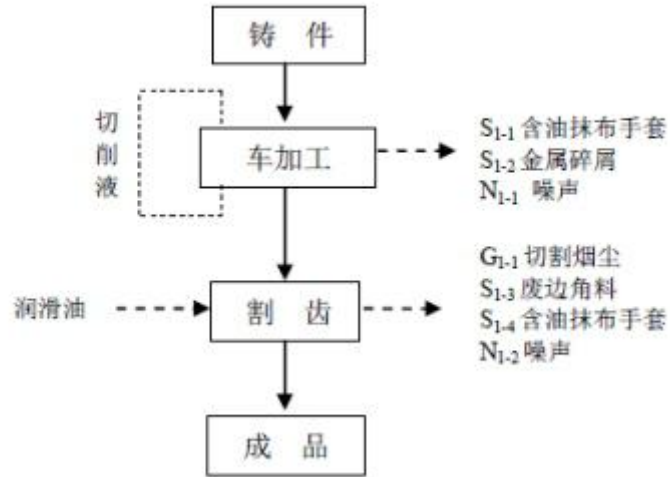 铸 件
切
削
液
车加工
S1-1 含油抹布手套
S1-2 金属碎屑
N1-1 噪声
润滑油
割 齿
G1-1 切割烟尘
S1-3 废边角料
S1-4 含油抹布手套
N1-2 噪声
成 品